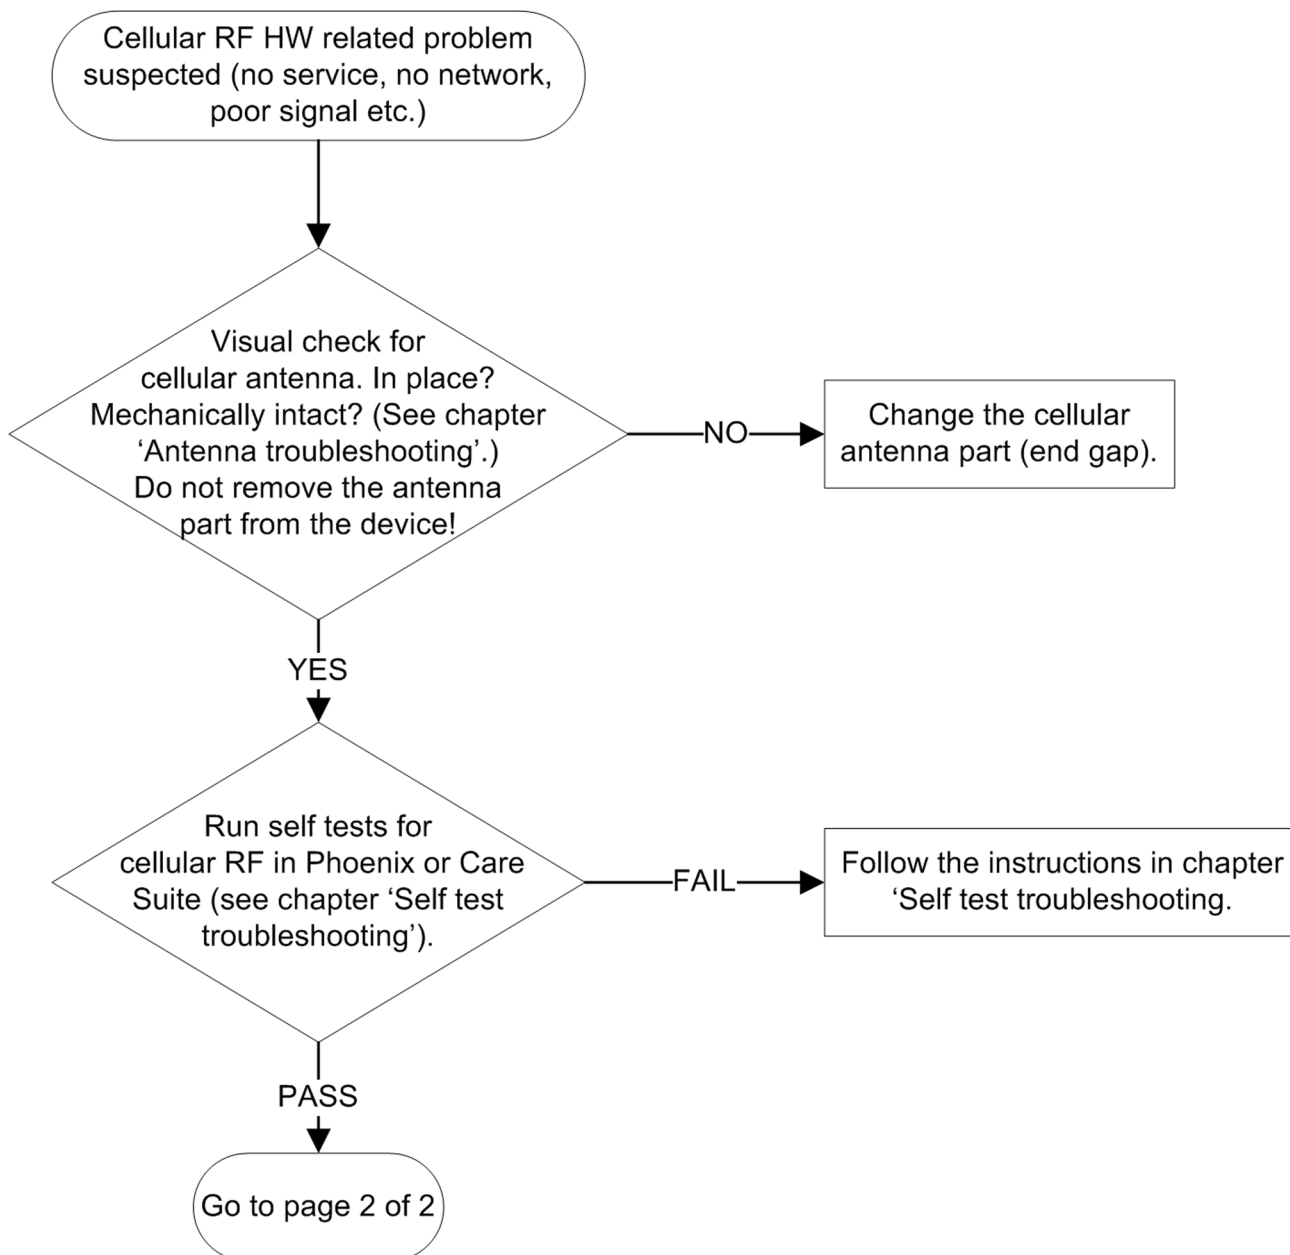 Cellular RF HW related problem
suspected (no service, no network,
poor signal etc.)
Visual check for
cellular antenna. In place?
Mechanically intact? (See chapter
‘Antenna troubleshooting’.)
Do not remove the antenna
part from the device!
NO
Change the cellular
antenna part (end gap).
YES
Run self tests for
cellular RF in Phoenix or Care
Suite (see chapter ‘Self test
troubleshooting’).
FAIL
Follow the instructions in chapter
‘Self test troubleshooting.
PASS
Go to page 2 of 2